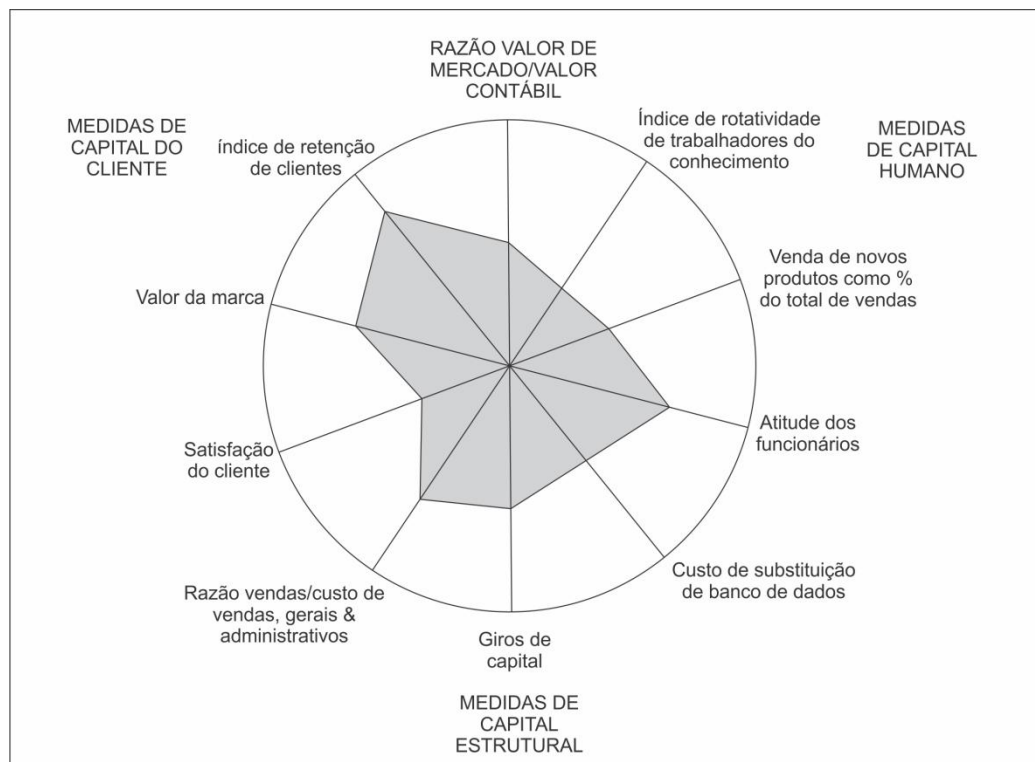 RAZÃO VALOR DE
MERCADO/VALOR
CONTÁBIL
MEDIDAS DE
CAPITAL DO
CLIENTE
índice de retenção
de clientes
Índice de rotatividade
de trabalhadores do
conhecimento
MEDIDAS
DE CAPITAL
HUMANO
Valor da marca
Venda de novos
produtos como %
do total de vendas
Satisfação
do cliente
Atitude dos
funcionários
Razão vendas/custo de
vendas, gerais &
administrativos
Giros de
capital
Custo de substituição
de banco de dados
MEDIDAS DE
CAPITAL
ESTRUTURAL